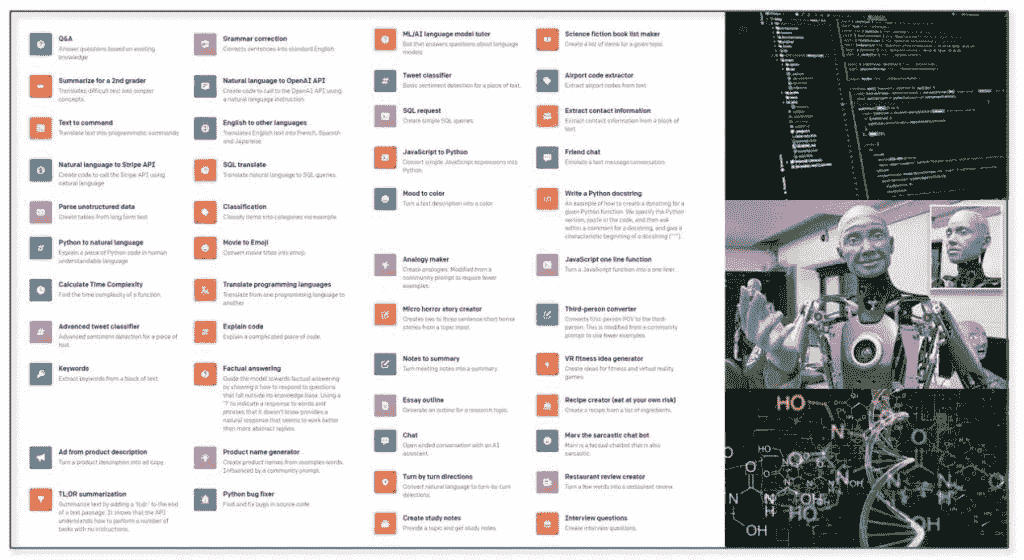 Q&A
Answer questions based on existing
knowledge
Summarize for a 2nd grader
Translates difficult text into simpler
concepts.
Text to command
Translate text into programmatic commands
Natural language to Stripe API
Create code to call the Stripe API using
natural language
Parse unstructured data
Create tables from long form text
Python to natural language
Explain a piece of Python code in human
understandable language
Calculate Time Complexity
Find the time complexity of a function.
Advanced tweet classifier
Advanced sentiment detection for a piece of
text.
Keywords
Extract keywords from a block of text.
Ad from product description
Turn a product description into ad copy.
TL;DR summarization
Summarize text by adding a 'tl;dr:' to the end
of a text passage. It shows that the API
understands how to perform a number of
tasks with no instructions.
Grammar correction
Corrects sentences into standard English.
Natural language to OpenAI API
Create code to call to the OpenAI API using
a natural language instruction.
English to other languages
Translates English text into French, Spanish
and Japanese.
SQL translate
Translate natural language to SQL queries.
Classification
Classify items into categories via example.
Movie to Emoji
Convert movie titles into emoji.
Translate programming languages
Translate from one programming language to
another
Explain code
Explain a complicated piece of code.
Factual answering
Guide the model towards factual answering
by showing it how to respond to questions
that fall outside its knowledge base. Using a
'?' to indicate a response to words and
phrases that it doesn't know provides a
natural response that seems to work better
than more abstract replies.
Product name generator
Create product names from examples words.
Influenced by a community prompt.
Python bug fixer
Find and fix bugs in source code.
ML/AI language model tutor
Bot that answers questions about language
models
Tweet classifier
Basic sentiment detection for a piece of text.
SQL request
Create simple SQL queries.
JavaScript to Python
Convert simple JavaScript expressions into
Python.
Mood to color
Turn a text description into a color.
Analogy maker
Create analogies. Modified from a
community prompt to require fewer
examples.
Micro horror story creator
Creates two to three sentence short horror
stories from a topic input.
Notes to summary
Turn meeting notes into a summary.
Essay outline
Generate an outline for a research topic.
Chat
Open ended conversation with an AI
assistant.
Turn by turn directions
Convert natural language to turn-by-turn
directions.
Create study notes
Provide a topic and get study notes.
Science fiction book list maker
Create a list of items for a given topic.
Airport code extractor
Extract airport codes from text.
Extract contact information
Extract contact information from a block of
text.
Friend chat
Emulate a text message conversation.
Write a Python docstring
An example of how to create a docstring for a
given Python function. We specify the Python
version, paste in the code, and then ask
within a comment for a docstring, and give a
characteristic beginning of a docstring (""").
JavaScript one line function
Turn a JavaScript function into a one liner.
Third-person converter
Converts first-person POV to the third-
person. This is modified from a community
prompt to use fewer examples.
VR fitness idea generator
Create ideas for fitness and virtual reality
games.
Recipe creator (eat at your own risk)
Create a recipe from a list of ingredients.
Marv the sarcastic chat bot
Marv is a factual chatbot that is also
sarcastic.
Restaurant review creator
Turn a few words into a restaurant review.
Interview questions
Create interview questions.
HO
N
O
HO
HO
N
OH
OH